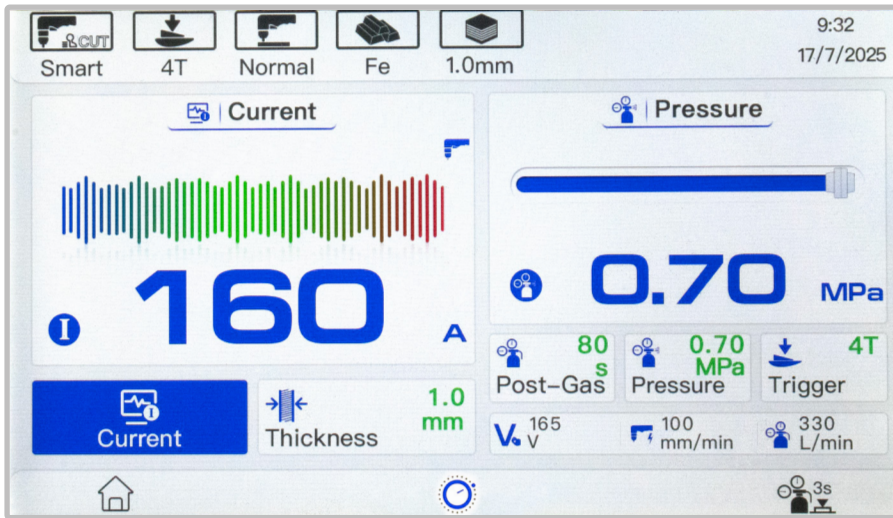 CUT
Smart
4T
Normal
Fe
1.0mm
9:32
17/7/2025
Current
160
I
A
Pressure
0.70
MPa
80
s
Post-Gas
0.70
MPa
Pressure
4T
Trigger
I
Current
1.0
mm
Thickness
V
165
V
100
mm/min
330
L/min
3s